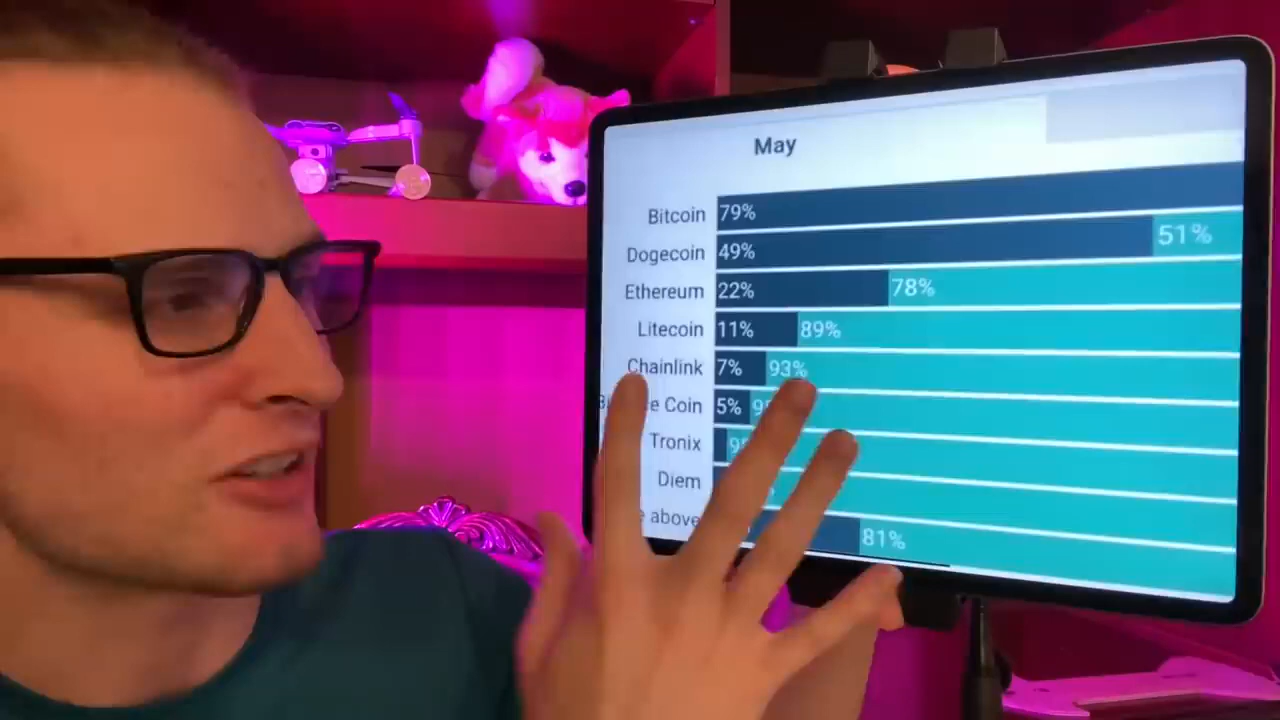 May
Bitcoin 79%
Dogecoin 49% 51%
Ethereum 22% 78%
Litecoin 11% 89%
Chainlink 7% 93%
Coin 5%
Tronix
Diem
above 81%